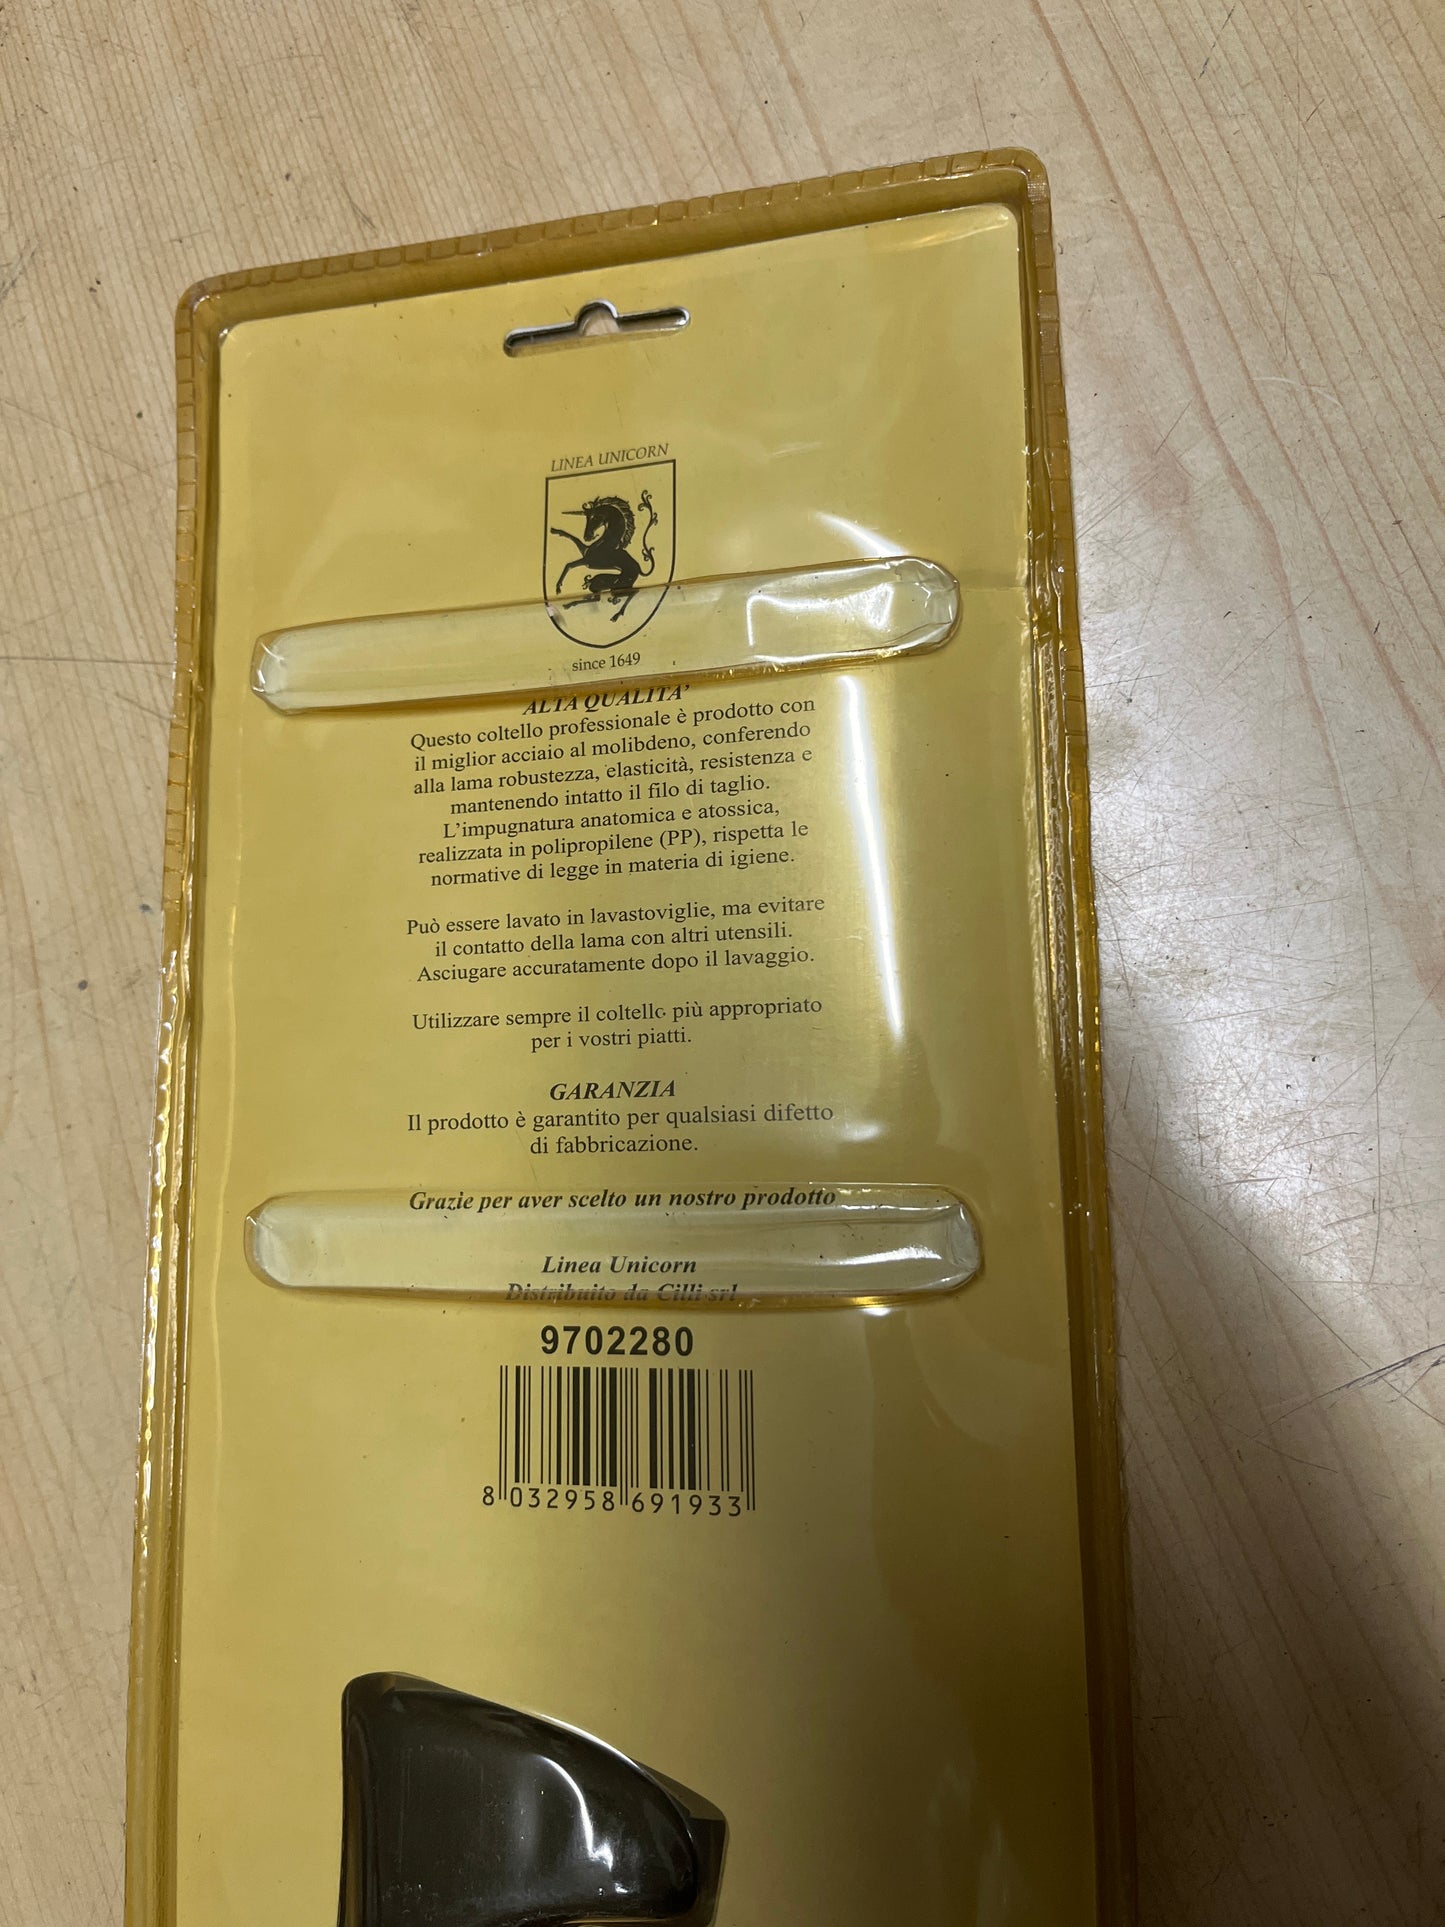 LINEA UNICORN
since 1649
ALTA QUALITA'
Questo coltello professionale è prodotto con
il miglior acciaio al molibdeno, conferendo
alla lama robustezza, elasticità, resistenza e
mantenendo intatto il filo di taglio.
L'impugnatura anatomica e atossica,
realizzata in polipropilene (PP), rispetta le
normative di legge in materia di igiene.
Può essere lavato in lavastoviglie, ma evitare
il contatto della lama con altri utensili.
Asciugare accuratamente dopo il lavaggio.
Utilizzare sempre il coltello più appropriato
per i vostri piatti.
GARANZIA
Il prodotto è garantito per qualsiasi difetto
di fabbricazione.
Grazie per aver scelto un nostro prodotto
Linea Unicorn
Distribuito da Cilli srl
9702280
8 032958 691933